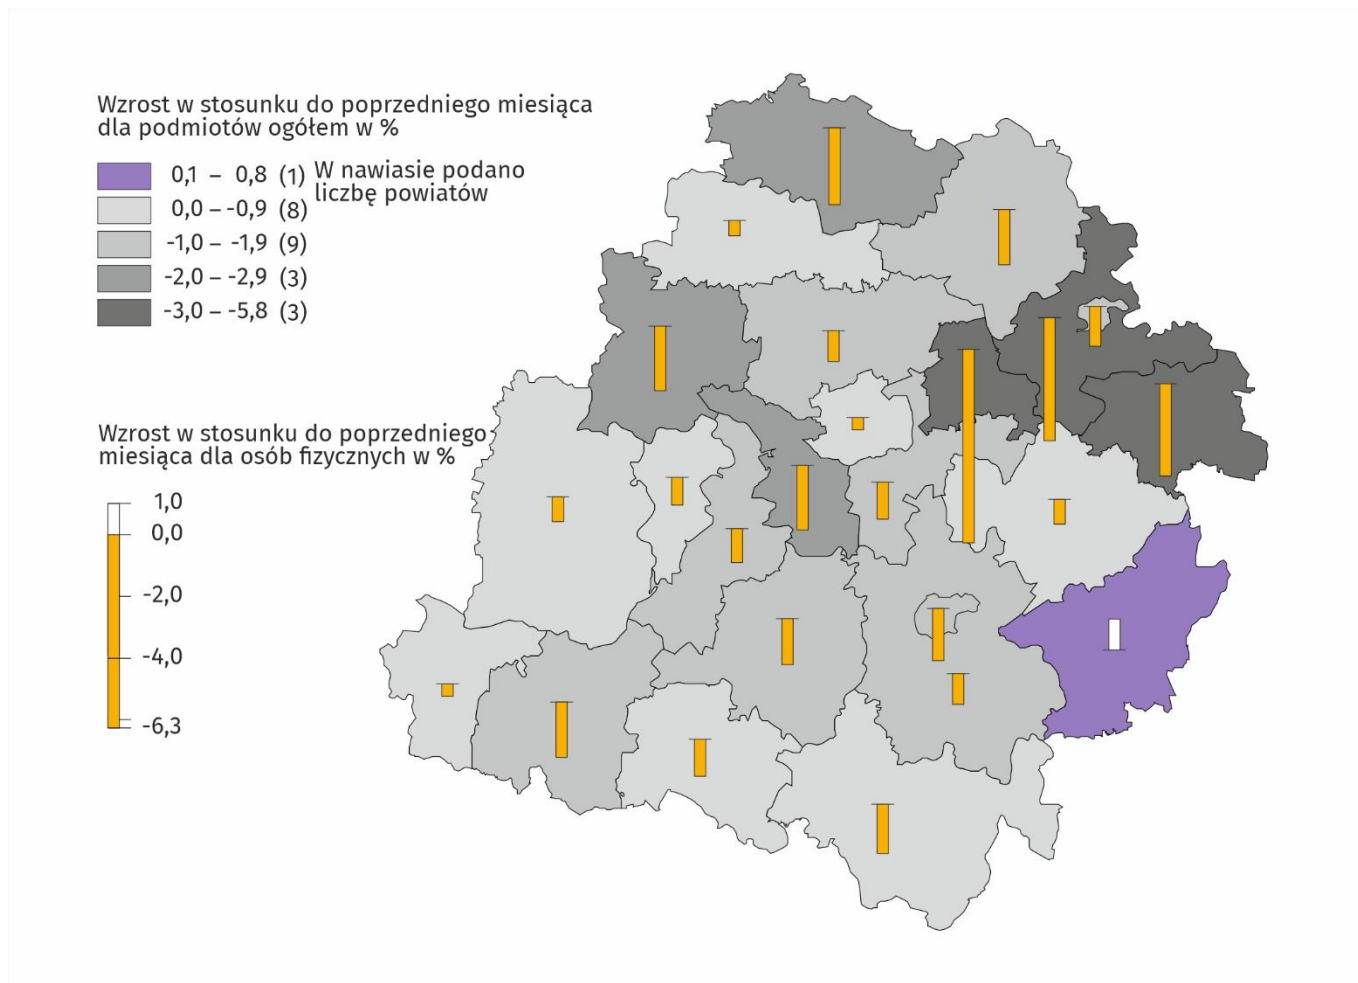 Wzrost w stosunku do poprzedniego miesiąca
dla podmiotów ogółem w %
0,1 – 0,8 (1) W nawiasie podano
liczbę powiatów
0,0 – -0,9 (8)
-1,0 – -1,9 (9)
-2,0 – -2,9 (3)
-3,0 – -5,8 (3)
Wzrost w stosunku do poprzedniego
miesiąca dla osób fizycznych w %
1,0
0,0
-2,0
-4,0
-6,3